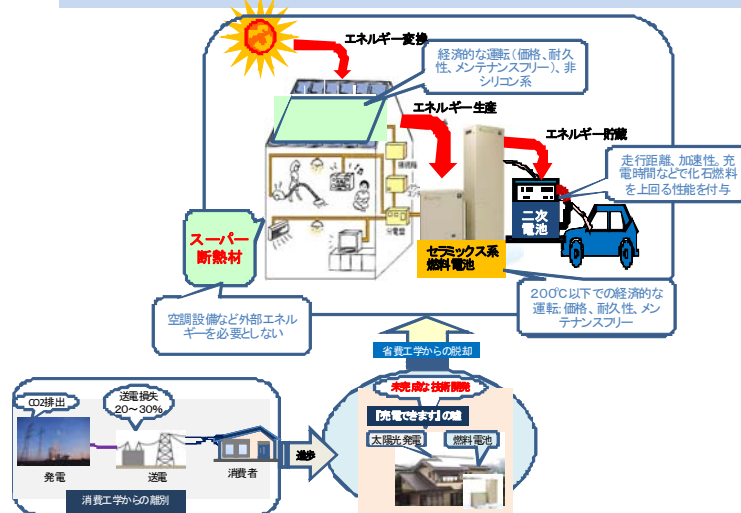 エネルギー変換
経済的な運転(価格、耐久
性、メンテナンスフリー)、非
シリコン系
エネルギー生産
エネルギー貯蔵
走行距離、加速性。充
電時間などで化石燃料
を上回る性能を付与
接続箱
分電盤
二次
電池
スーパー
断熱材
セラミックス系
燃料電池
空調設備など外部エネル
ギーを必要としない
200℃以下での経済的な
運転;価格、耐久性、メン
テナンスフリー
省費工学からの脱却
未完成な技術開発
「充電できます」の嘘
太陽光発電
燃料電池
CO2排出
送電損失
20～30%
発電
送電
消費者
進歩
消費工学からの離別